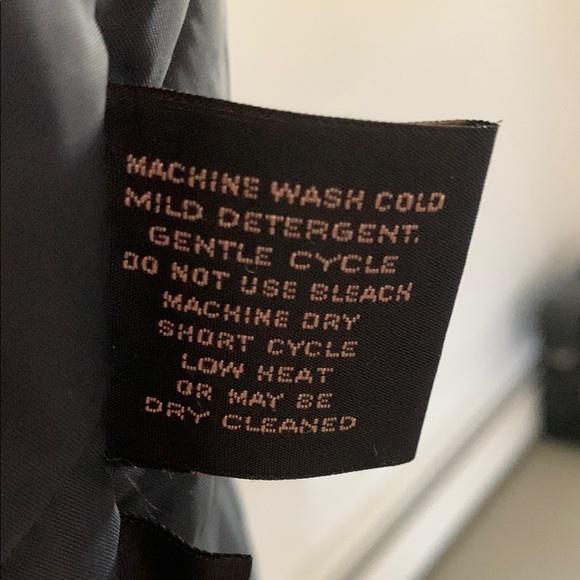 MACHINE WASH COLD
MILD DETERGENT.
GENTLE CYCLE
DO NOT USE BLEACH
MACHINE DRY
SHORT CYCLE
LOW HEAT
OR MAY BE
DRY CLEANED